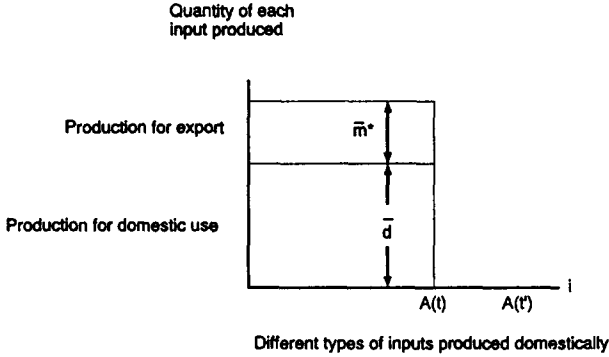 Quantity of each
input produced
Production for export
m̄*
Production for domestic use
d̄
i
A(t)
A(t')
Different types of inputs produced domestically